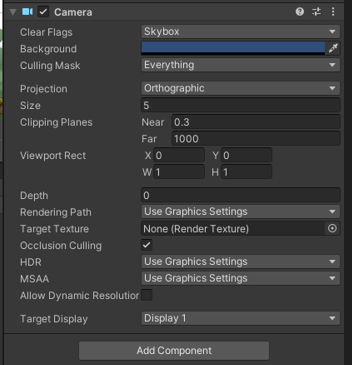 Camera
Clear Flags Skybox
Background
Culling Mask Everything
Projection Orthographic
Size 5
Clipping Planes Near 0.3
Far 1000
Viewport Rect X 0 Y 0
W 1 H 1
Depth 0
Rendering Path Use Graphics Settings
Target Texture None (Render Texture)
Occlusion Culling
HDR Use Graphics Settings
MSAA Use Graphics Settings
Allow Dynamic Resolution
Target Display Display 1
Add Component